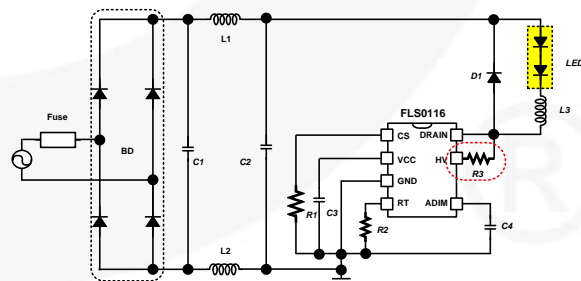 L1
LED
D1
L3
FLS0116
Fuse
BD
C1
C2
CS
DRAIN
VCC
HV
R3
GND
RT
ADIM
R1
C3
R2
C4
L2